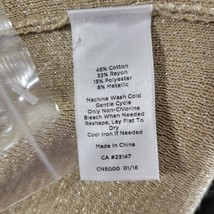 45% Cotton
32% Rayon
15% Polyester
8% Metallic
Machine Wash Cold
Gentle Cycle
Only Non-Chlorine
Bleach When Needed
Reshape, Lay Flat To
Dry
Cool Iron If Needed
Made In China
CA #23147
CN5000 01/16